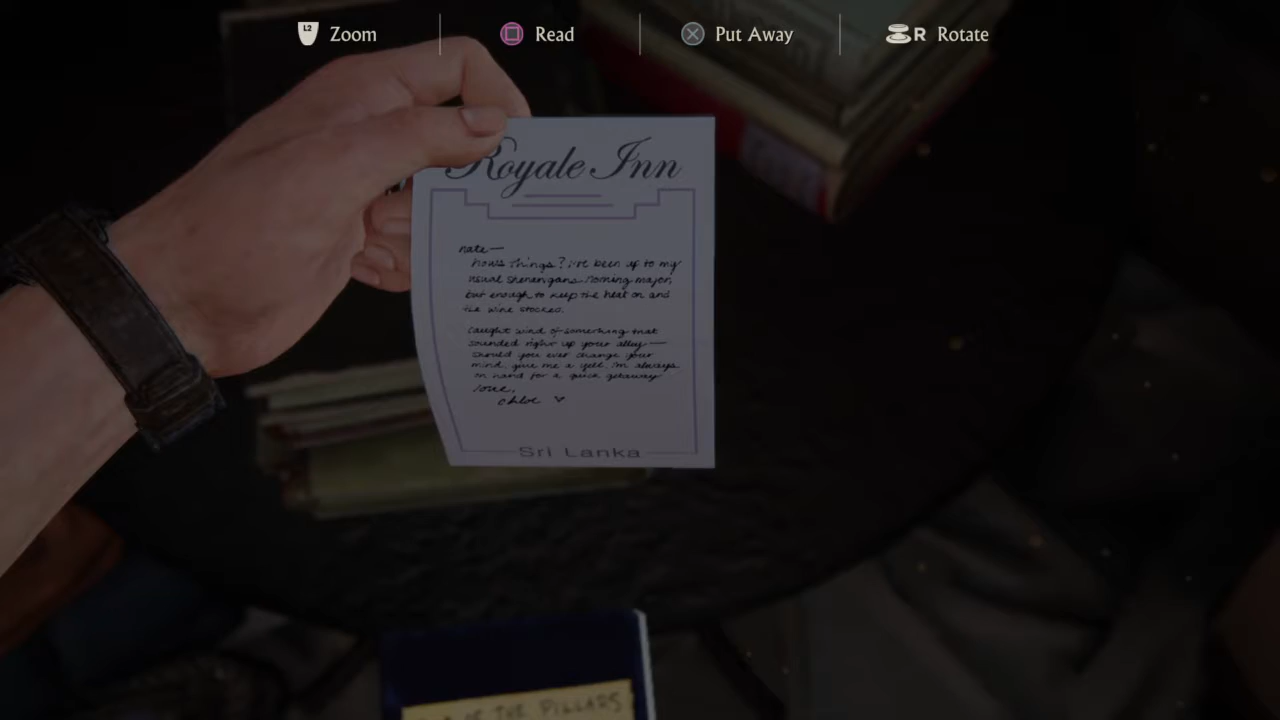 L2 Zoom
Read
Put Away
R Rotate
Royale Inn
nate—
hows things? I've been up to my
usual shenanigans. Noming major,
but enough to keep the heat on and
the wine stocked.
Caught wind of something that
sounded right up your alley—
should you ever change your
mind, give me a yell. I'm always
on hand for a quick getaway
love,
chloe
Sri Lanka
OF THE PILLARS